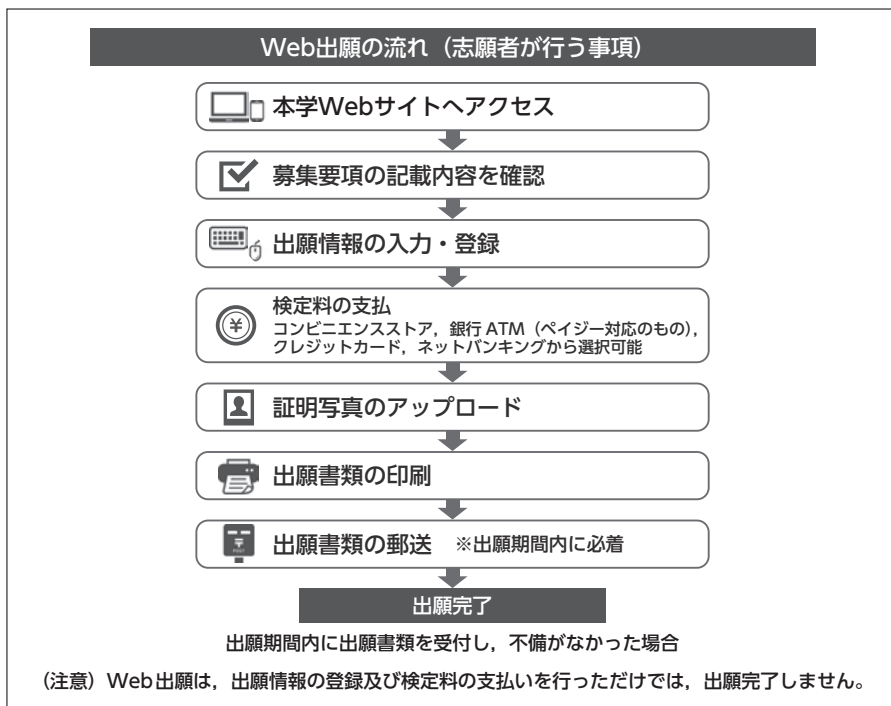 Web出願の流れ（志願者が行う事項）
本学Webサイトへアクセス
募集要項の記載内容を確認
出願情報の入力・登録
検定料の支払
コンビニエンスストア，銀行 ATM（ペイジー対応のもの），
クレジットカード，ネットバンキングから選択可能
証明写真のアップロード
出願書類の印刷
出願書類の郵送　※出願期間内に必着
出願完了
出願期間内に出願書類を受付し，不備がなかった場合
（注意）Web出願は，出願情報の登録及び検定料の支払いを行っただけでは，出願完了しません。